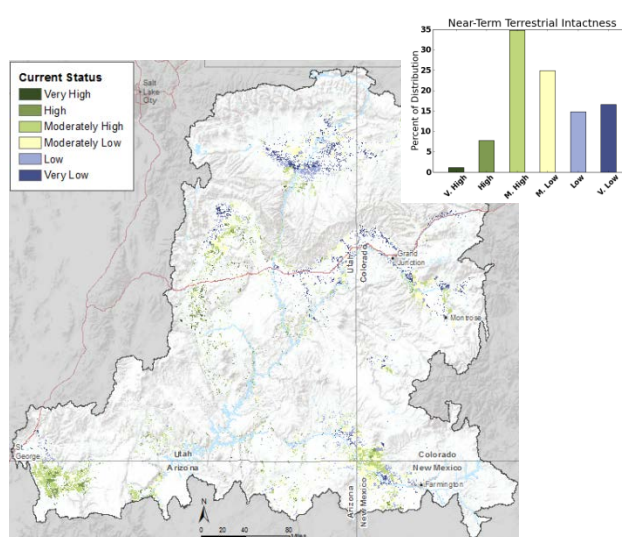 Near-Term Terrestrial Intactness
Percent of Distribution
35
30
25
20
15
10
5
0
V. High
High
M. High
M. Low
Low
V. Low
Current Status
Very High
High
Moderately High
Moderately Low
Low
Very Low
Salt
Lake
City
Utah
Colorado
Grand
Junction
Montrose
St.
George
Utah
Arizona
Colorado
New Mexico
Arizona
New Mexico
Farmington
N
0 20 40 80
Miles